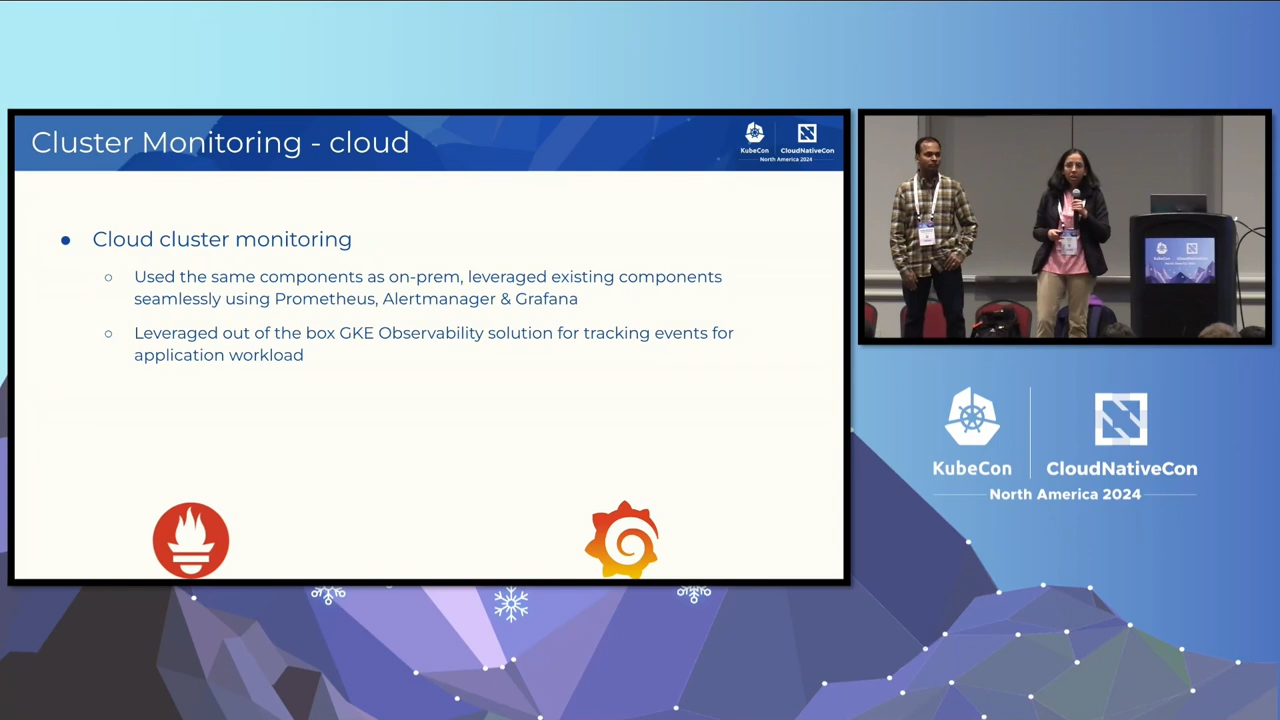 Cluster Monitoring - cloud
KubeCon
CloudNativeCon
North America 2024
● Cloud cluster monitoring
○ Used the same components as on-prem, leveraged existing components
seamlessly using Prometheus, Alertmanager & Grafana
○ Leveraged out of the box GKE Observability solution for tracking events for
application workload
KubeCon
CloudNativeCon
North America 2024